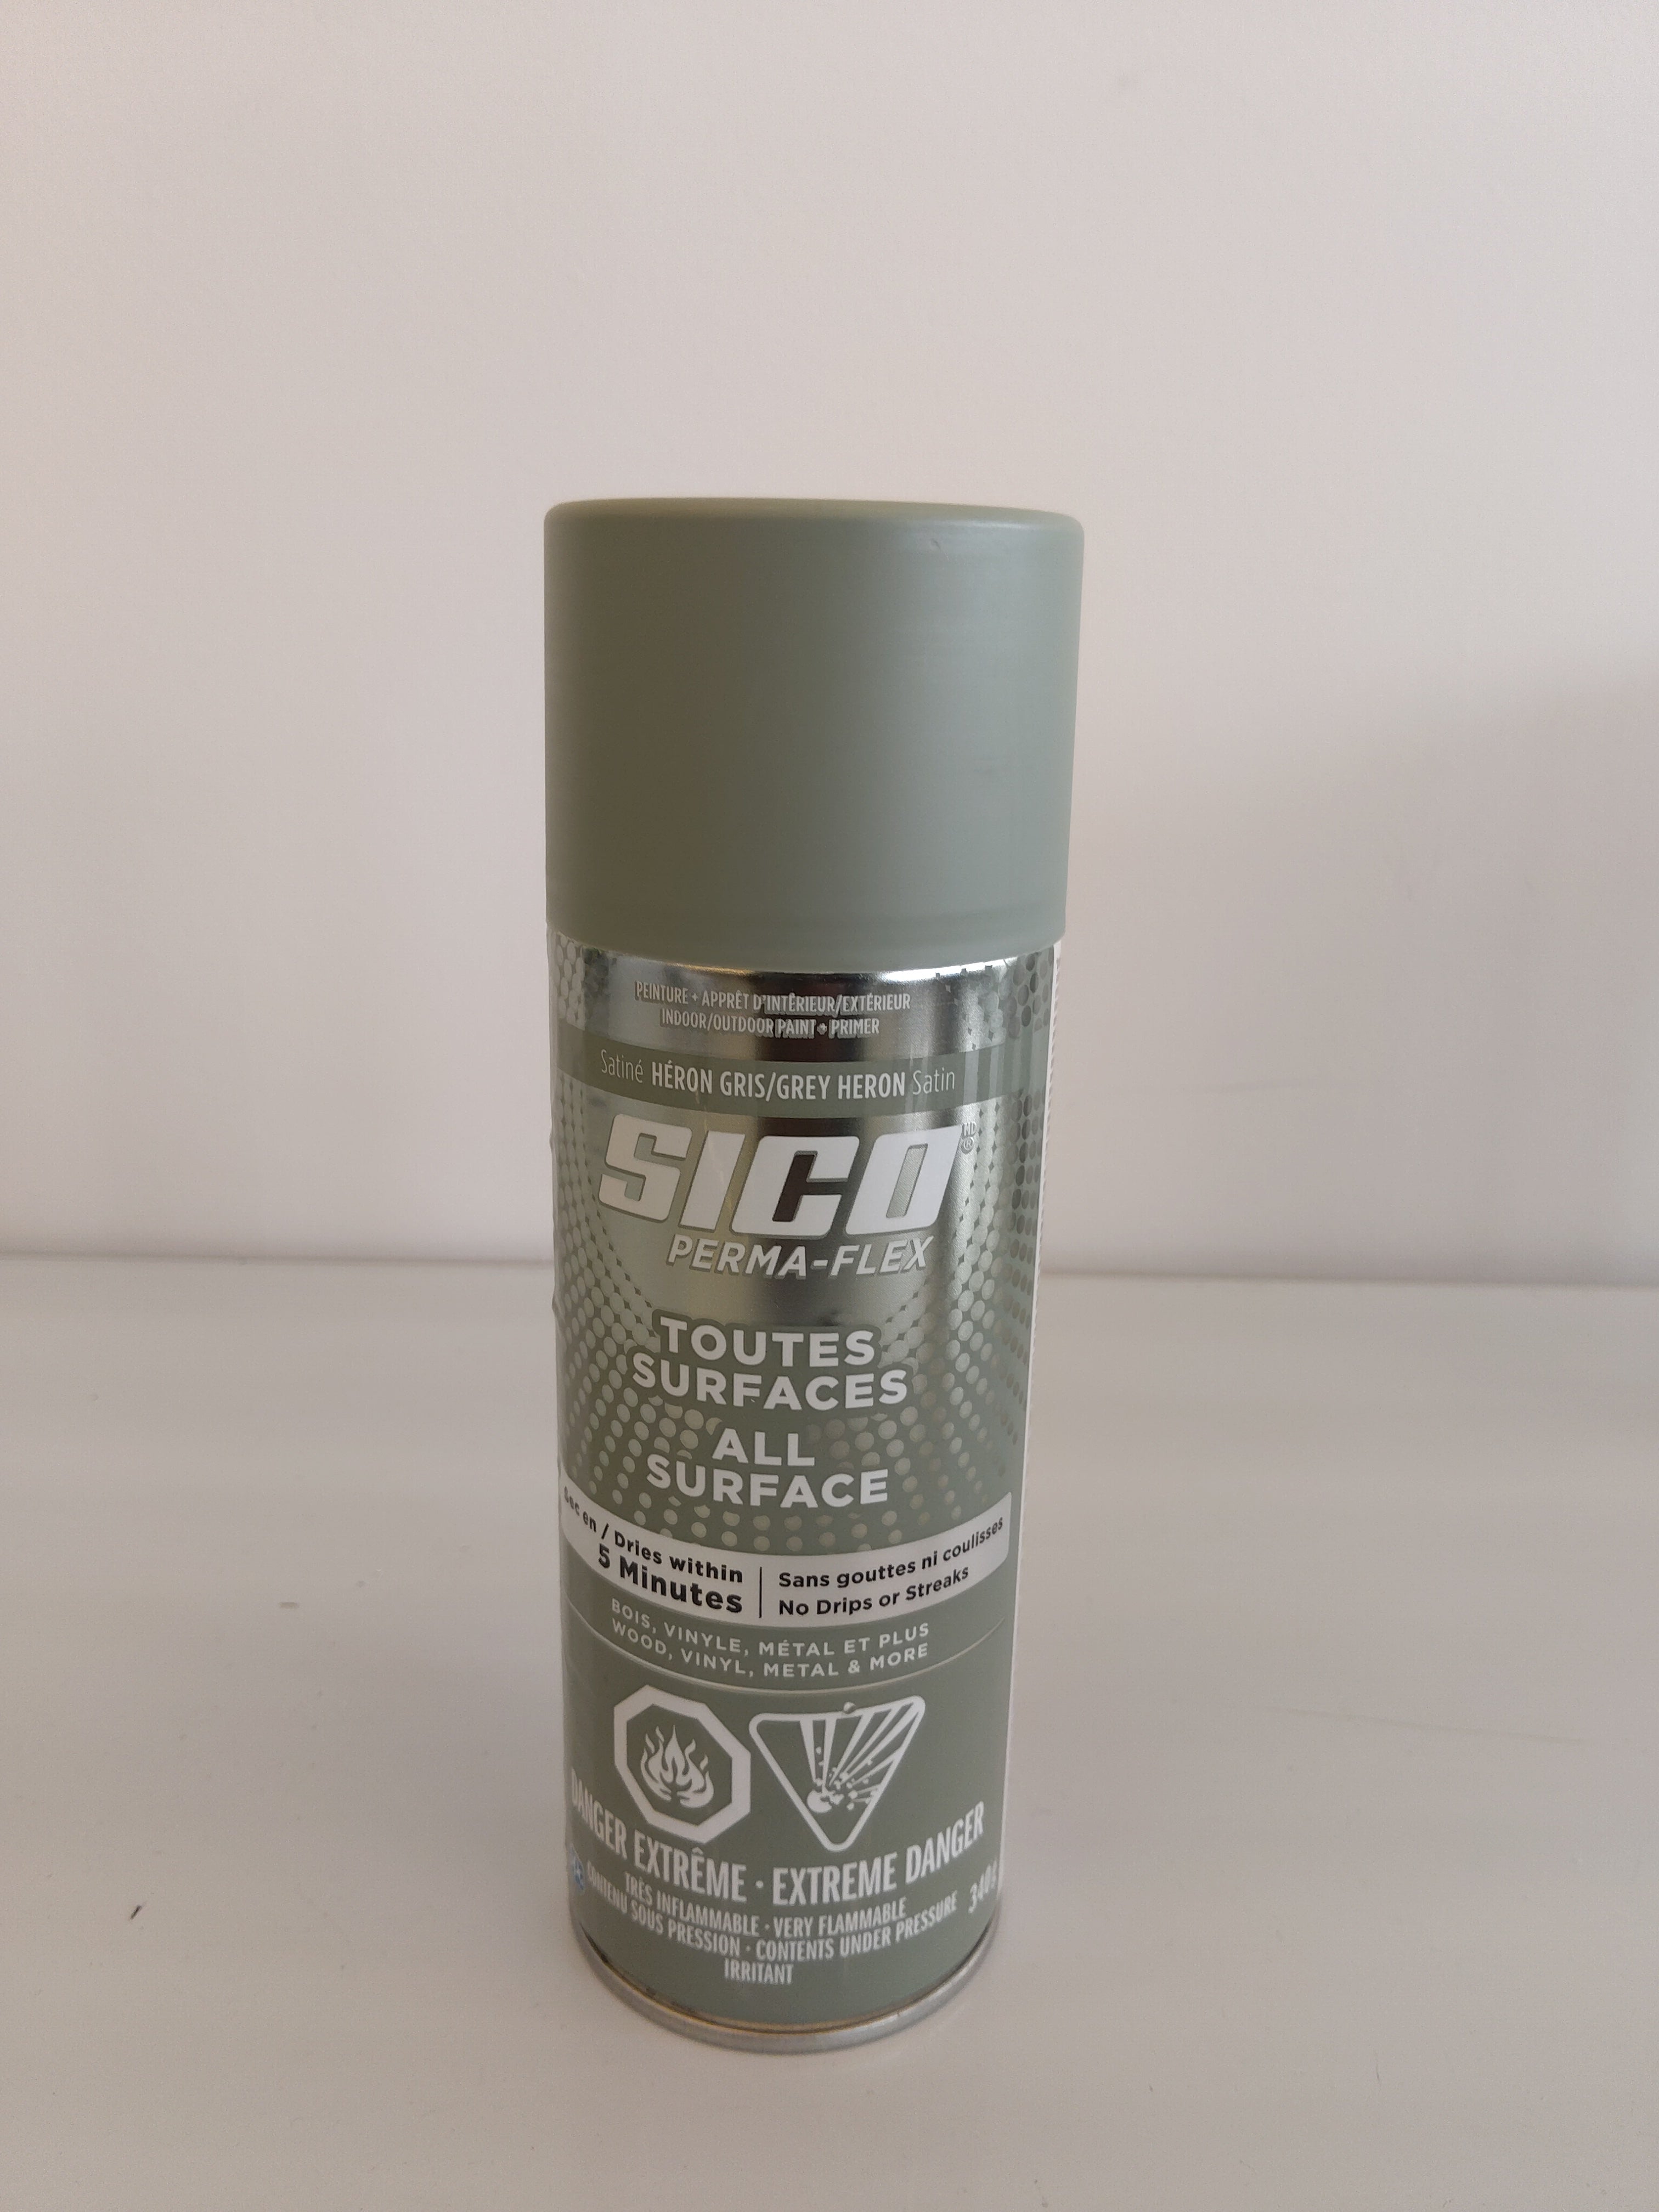 PEINTURE + APPRÊT D'INTÉRIEUR/EXTÉRIEUR
INDOOR/OUTDOOR PAINT + PRIMER
Satiné HÉRON GRIS/GREY HERON Satin
SICO MD
®
PERMA-FLEX
TOUTES
SURFACES
ALL
SURFACE
Sec en / Dries within
5 Minutes
Sans gouttes ni coulisses
No Drips or Streaks
BOIS, VINYLE, MÉTAL ET PLUS
WOOD, VINYL, METAL & MORE
DANGER EXTRÊME · EXTREME DANGER
TRÈS INFLAMMABLE · VERY FLAMMABLE
CONTENU SOUS PRESSION · CONTENTS UNDER PRESSURE
IRRITANT
340g